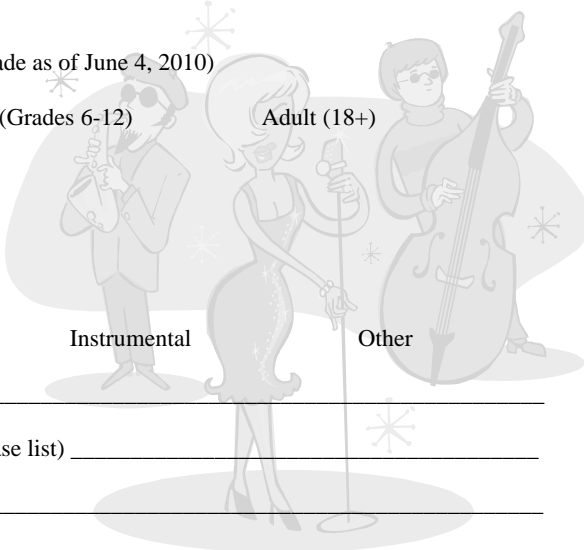 ade as of June 4, 2010)
(Grades 6-12) Adult (18+)
Instrumental Other
se list)